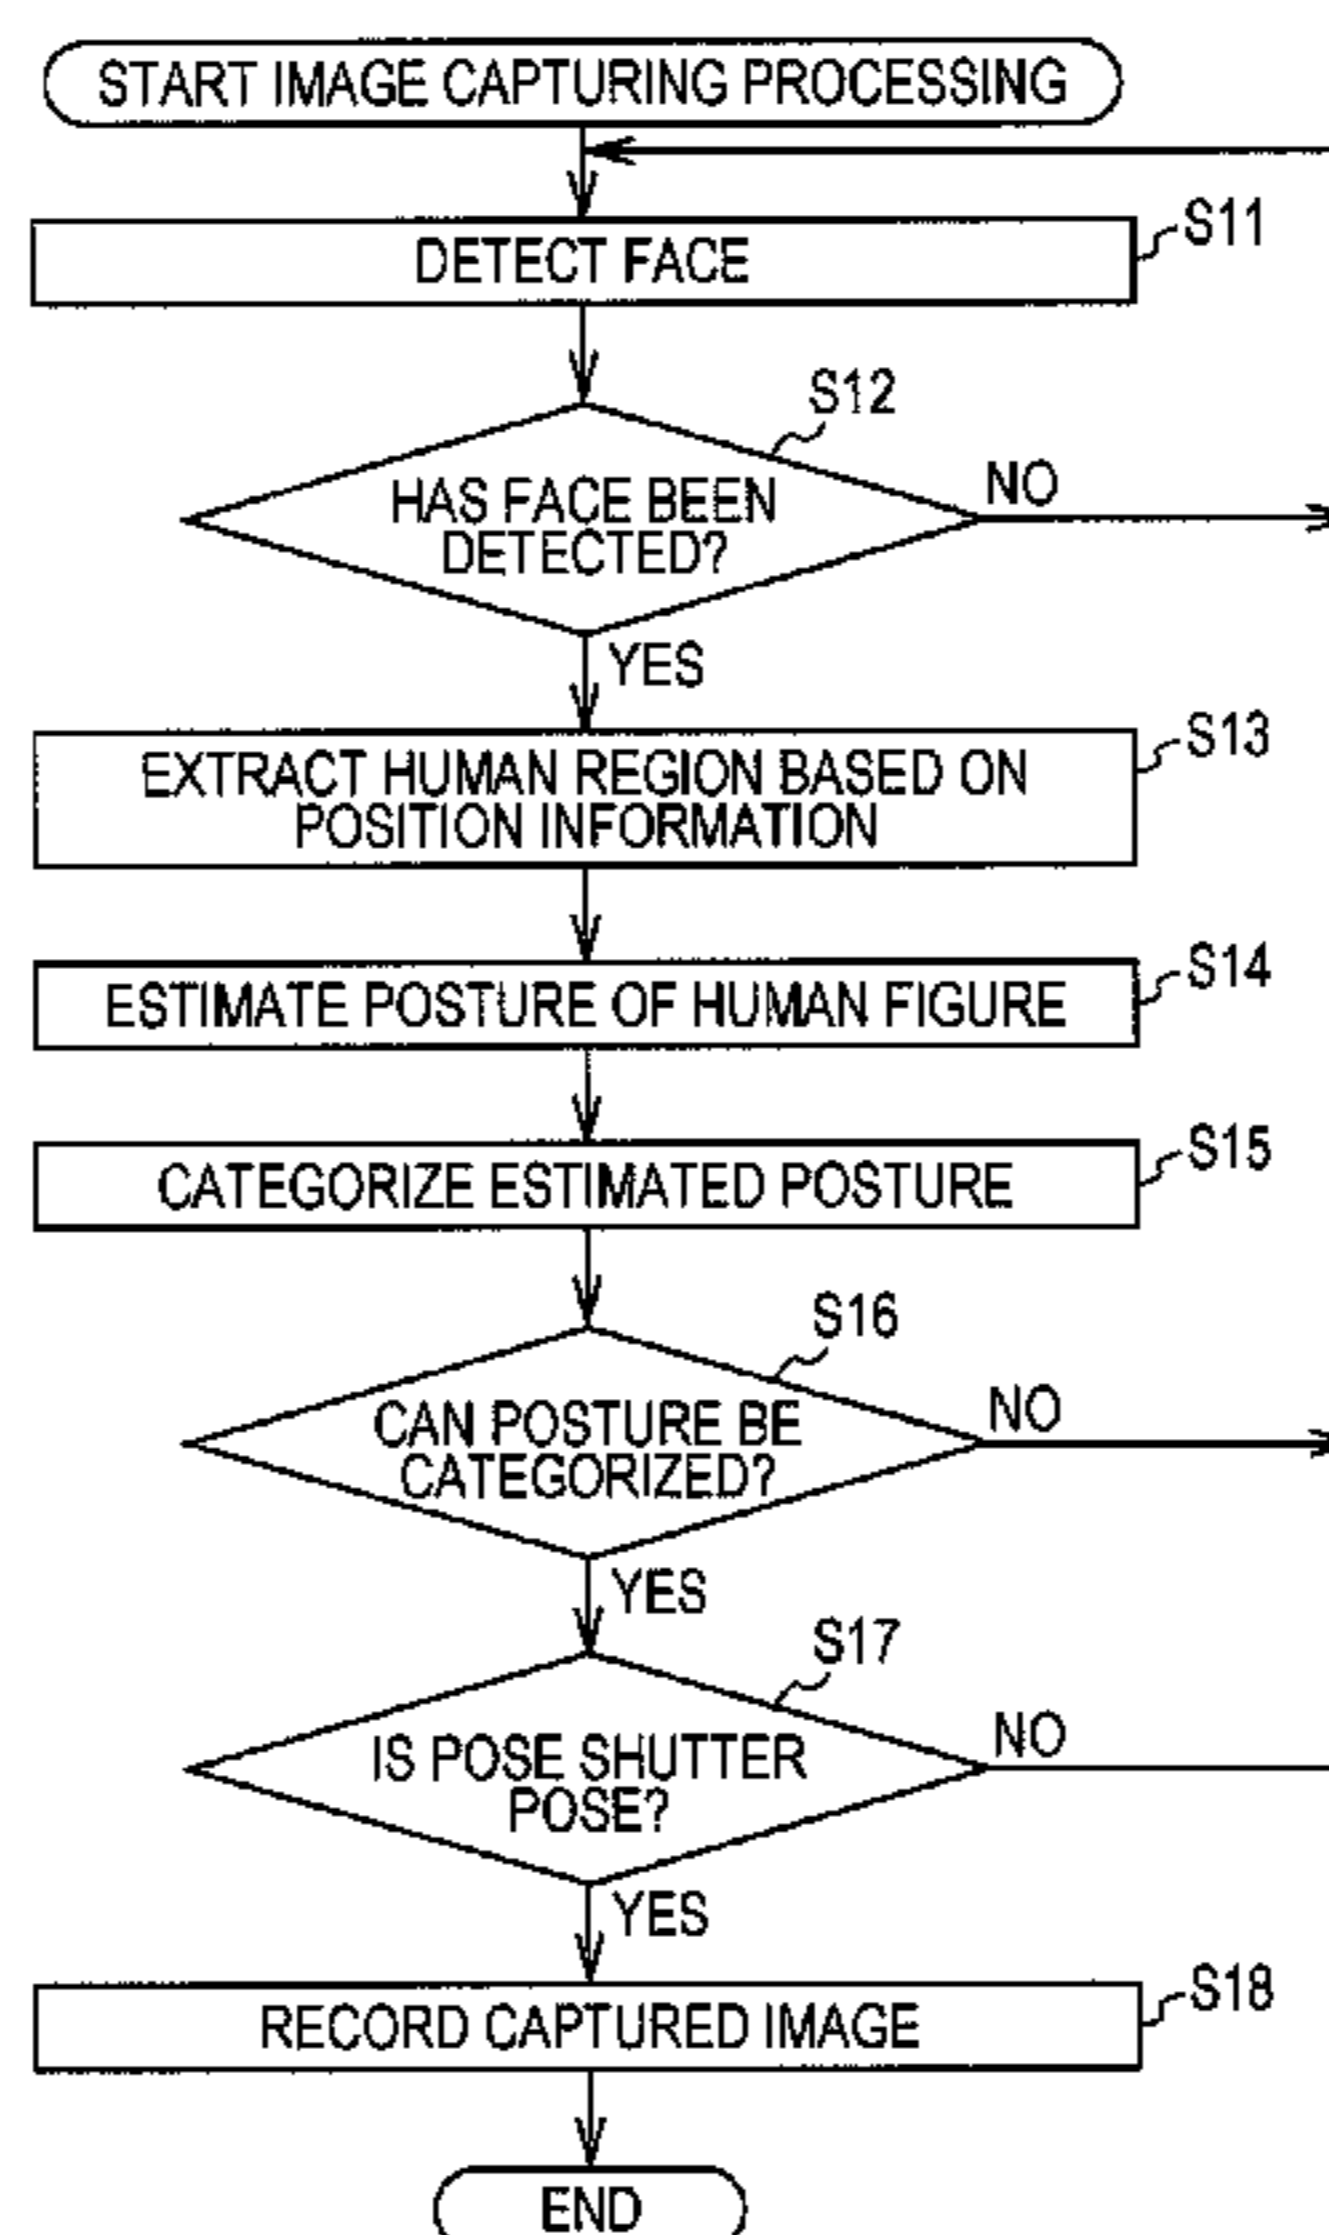 START IMAGE CAPTURING PROCESSING
S11
DETECT FACE
S12
HAS FACE BEEN
DETECTED?
NO
YES
S13
EXTRACT HUMAN REGION BASED ON
POSITION INFORMATION
S14
ESTIMATE POSTURE OF HUMAN FIGURE
S15
CATEGORIZE ESTIMATED POSTURE
S16
CAN POSTURE BE
CATEGORIZED?
NO
YES
S17
IS POSE SHUTTER
POSE?
NO
YES
S18
RECORD CAPTURED IMAGE
END